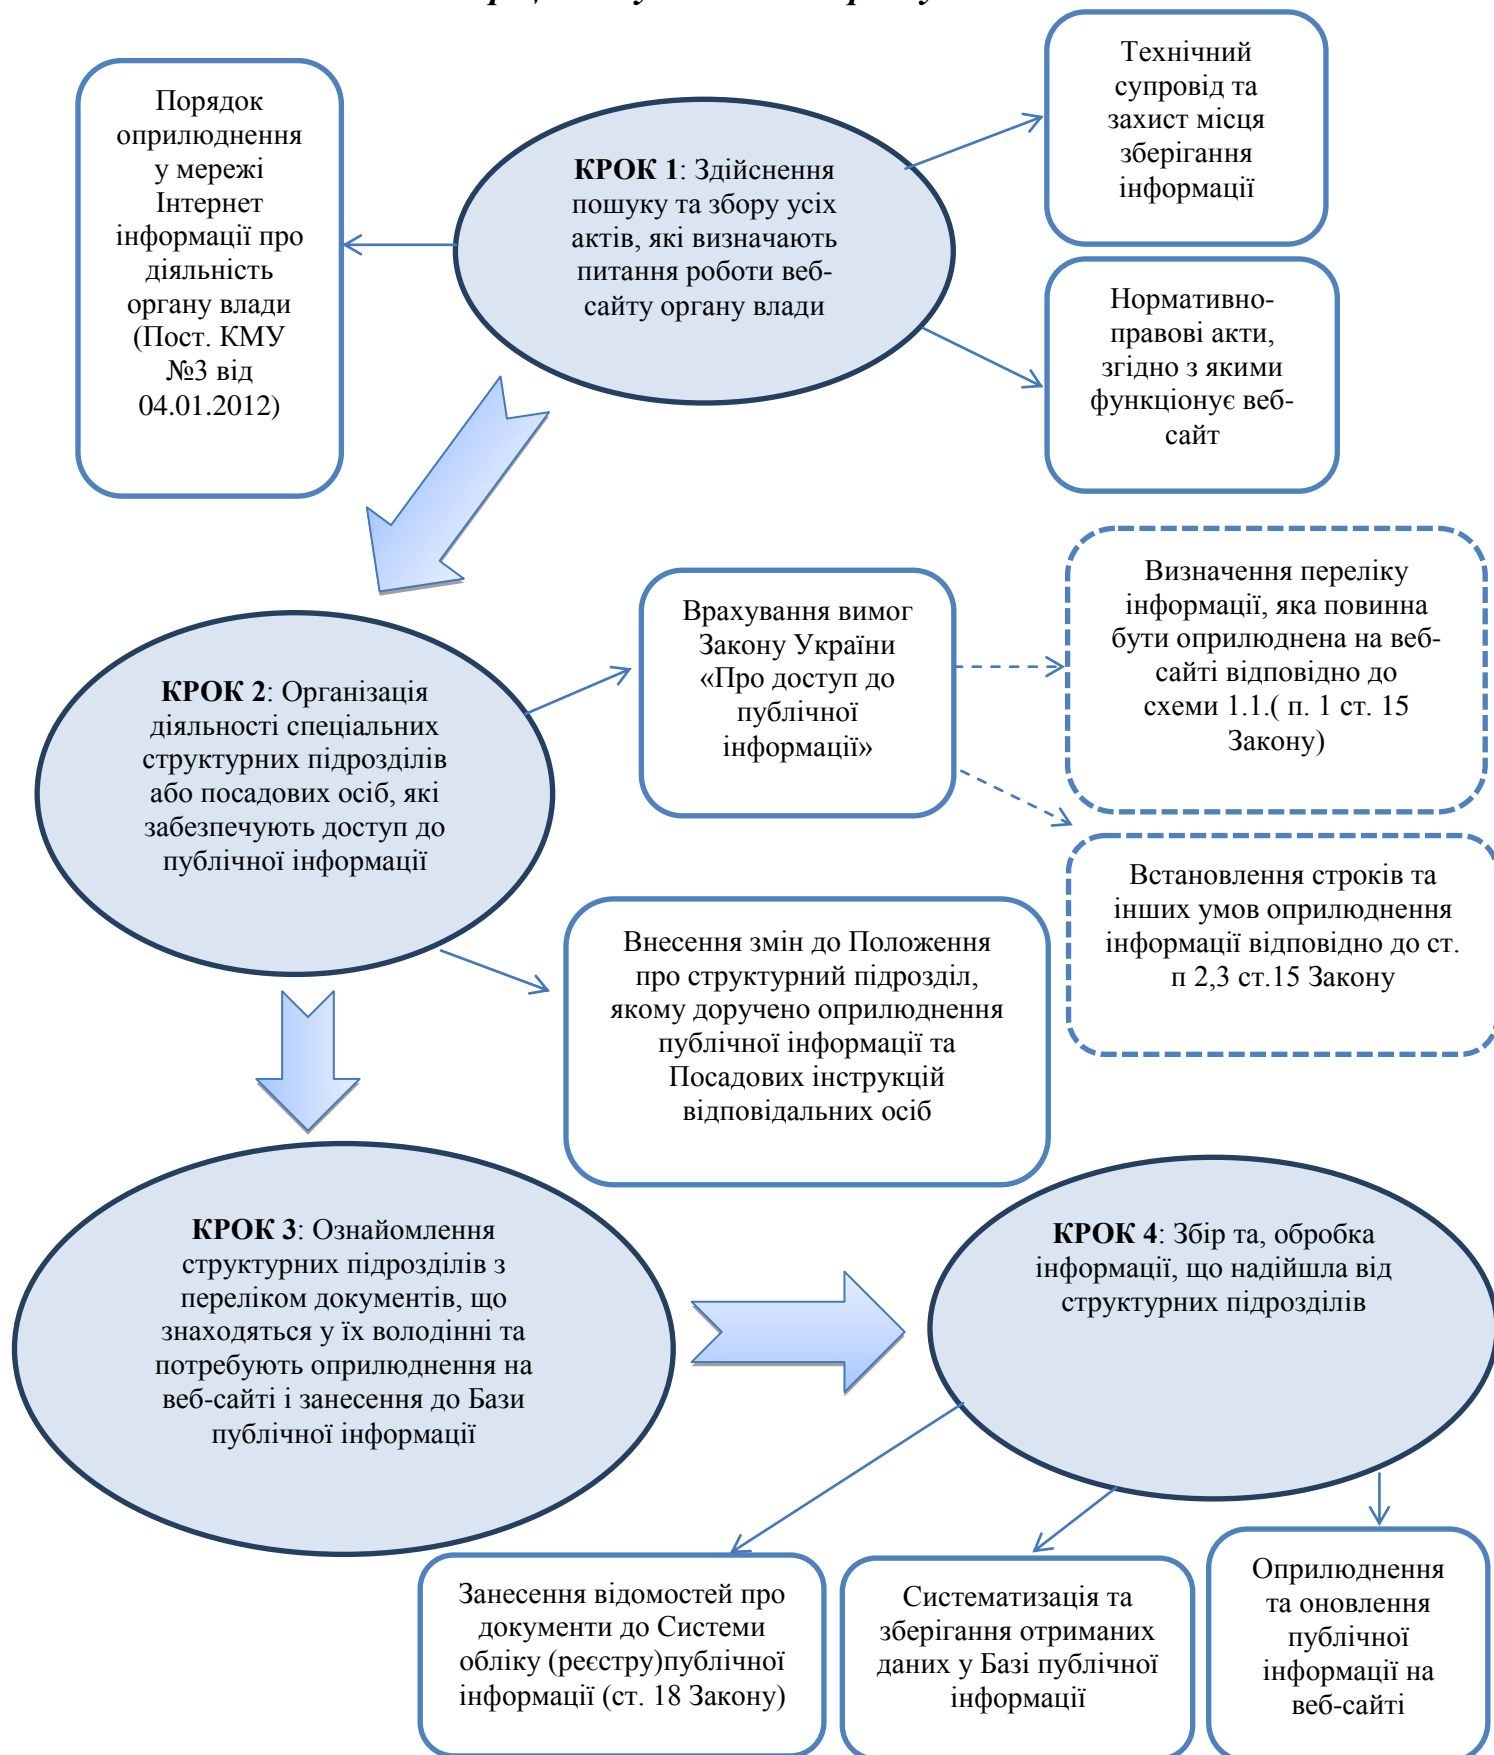 Порядок
оприлюднення
у мережі
Інтернет
інформації про
діяльність
органу влади
(Пост. КМУ
№3 від
04.01.2012)
КРОК 1: Здійснення
пошуку та збору усіх
актів, які визначають
питання роботи веб-
сайту органу влади
Технічний
супровід та
захист місця
зберігання
інформації
Нормативно-
правові акти,
згідно з якими
функціонує веб-
сайт
КРОК 2: Організація
діяльності спеціальних
структурних підрозділів
або посадових осіб, які
забезпечують доступ до
публічної інформації
Врахування вимог
Закону України
«Про доступ до
публічної
інформації»
Визначення переліку
інформації, яка повинна
бути оприлюднена на веб-
сайті відповідно до
схеми 1.1.( п. 1 ст. 15
Закону)
Встановлення строків та
інших умов оприлюднення
інформації відповідно до ст.
п 2,3 ст.15 Закону
Внесення змін до Положення
про структурний підрозділ,
якому доручено оприлюднення
публічної інформації та
Посадових інструкцій
відповідальних осіб
КРОК 3: Ознайомлення
структурних підрозділів з
переліком документів, що
знаходяться у їх володінні та
потребують оприлюднення на
веб-сайті і занесення до Бази
публічної інформації
КРОК 4: Збір та, обробка
інформації, що надійшла від
структурних підрозділів
Занесення відомостей про
документи до Системи
обліку (реєстру)публічної
інформації (ст. 18 Закону)
Систематизація та
зберігання отриманих
даних у Базі публічної
інформації
Оприлюднення
та оновлення
публічної
інформації на
веб-сайті